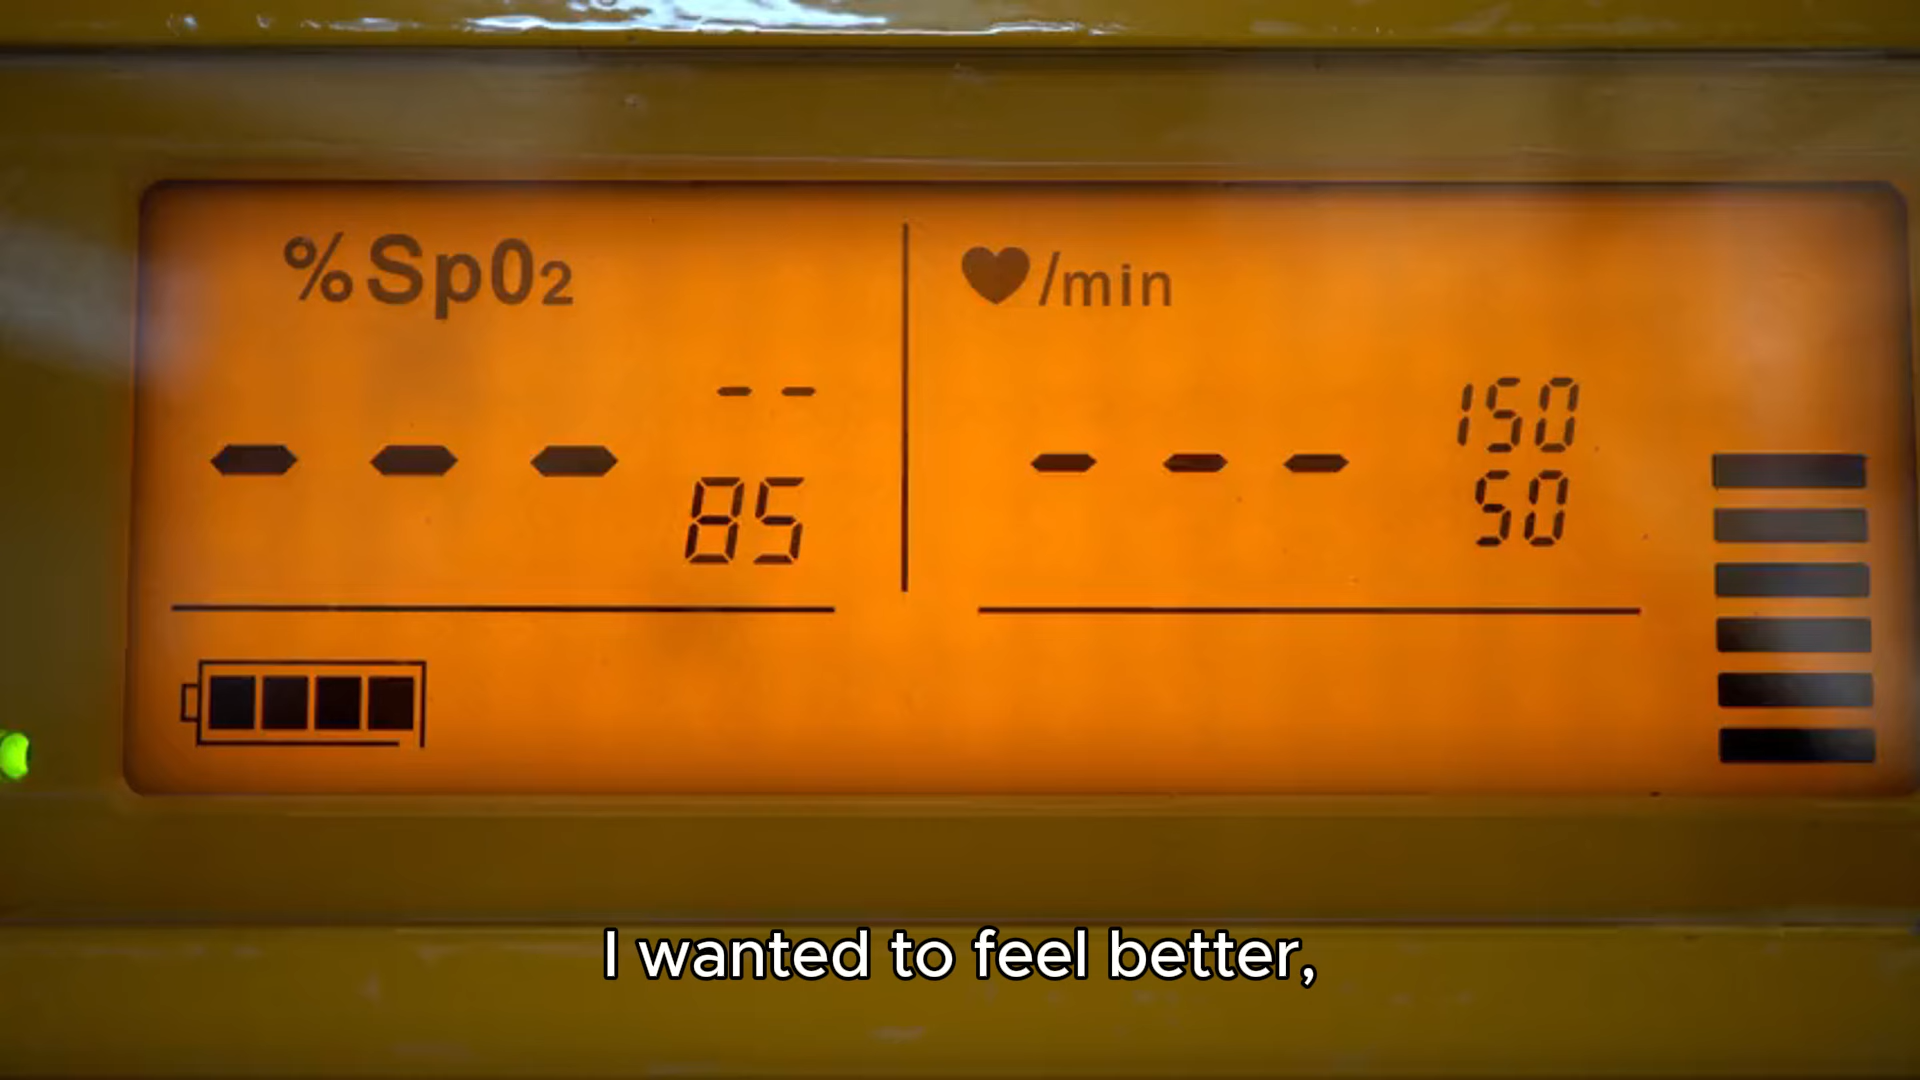 %SpO2
♥/min
-- 
---
85
---
150
50
I wanted to feel better,